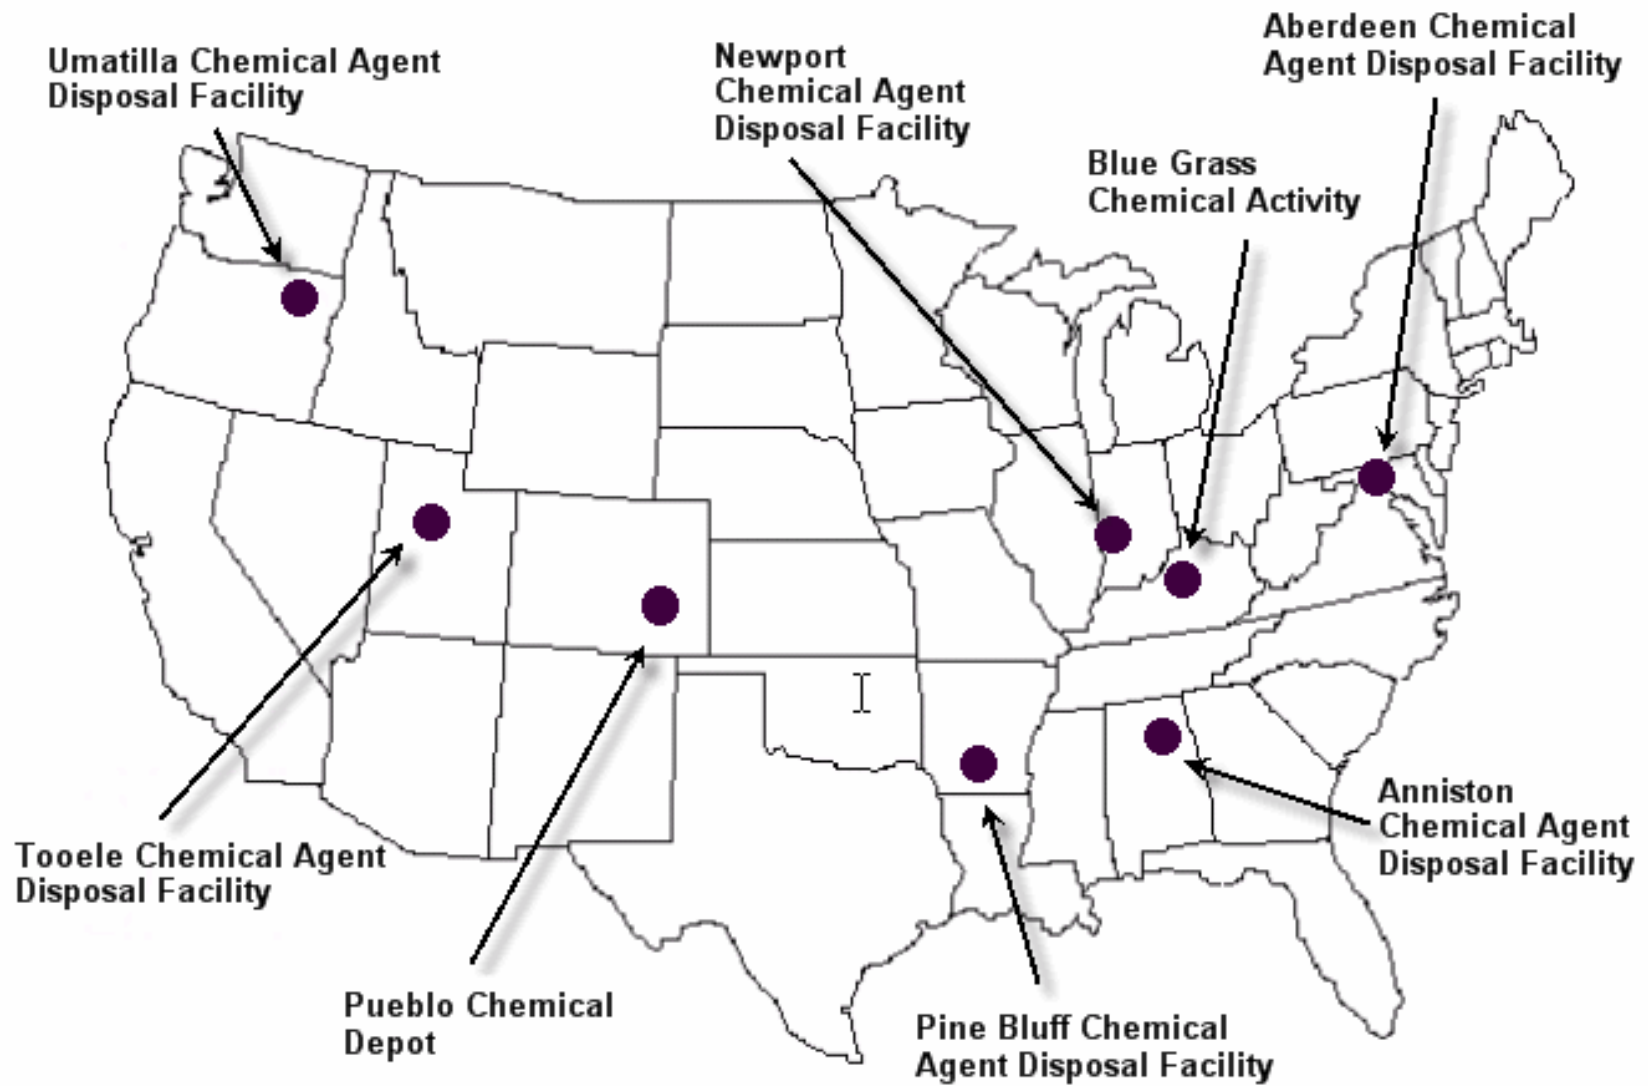 Umatilla Chemical Agent
Disposal Facility
Newport
Chemical Agent
Disposal Facility
Aberdeen Chemical
Agent Disposal Facility
Blue Grass
Chemical Activity
Tooele Chemical Agent
Disposal Facility
Pueblo Chemical
Depot
Pine Bluff Chemical
Agent Disposal Facility
Anniston
Chemical Agent
Disposal Facility